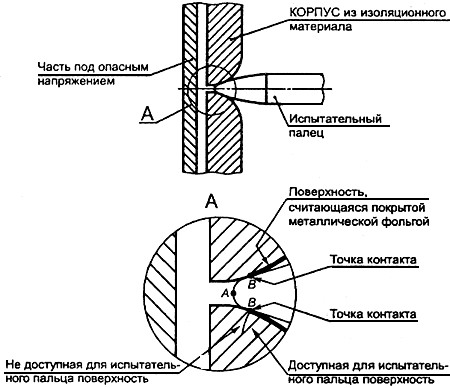 КОРПУС из изоляционного
материала
Часть под опасным
напряжением
А
Испытательный
палец
А
Поверхность,
считающаяся покрытой
металлической фольгой
Точка контакта
В
А
В
Точка контакта
Не доступная для испытатель-
ного пальца поверхность
Доступная для испытатель-
ного пальца поверхность